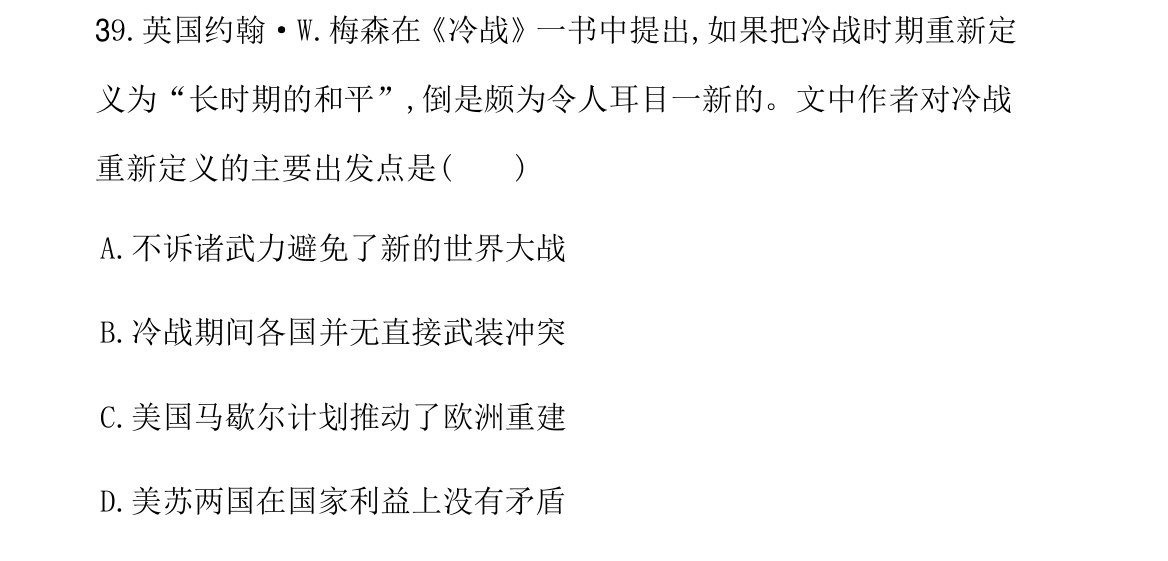 39.英国约翰·W.梅森在《冷战》一书中提出,如果把冷战时期重新定
义为“长时期的和平”,倒是颇为令人耳目一新的。文中作者对冷战
重新定义的主要出发点是(  )
A.不诉诸武力避免了新的世界大战
B.冷战期间各国并无直接武装冲突
C.美国马歇尔计划推动了欧洲重建
D.美苏两国在国家利益上没有矛盾